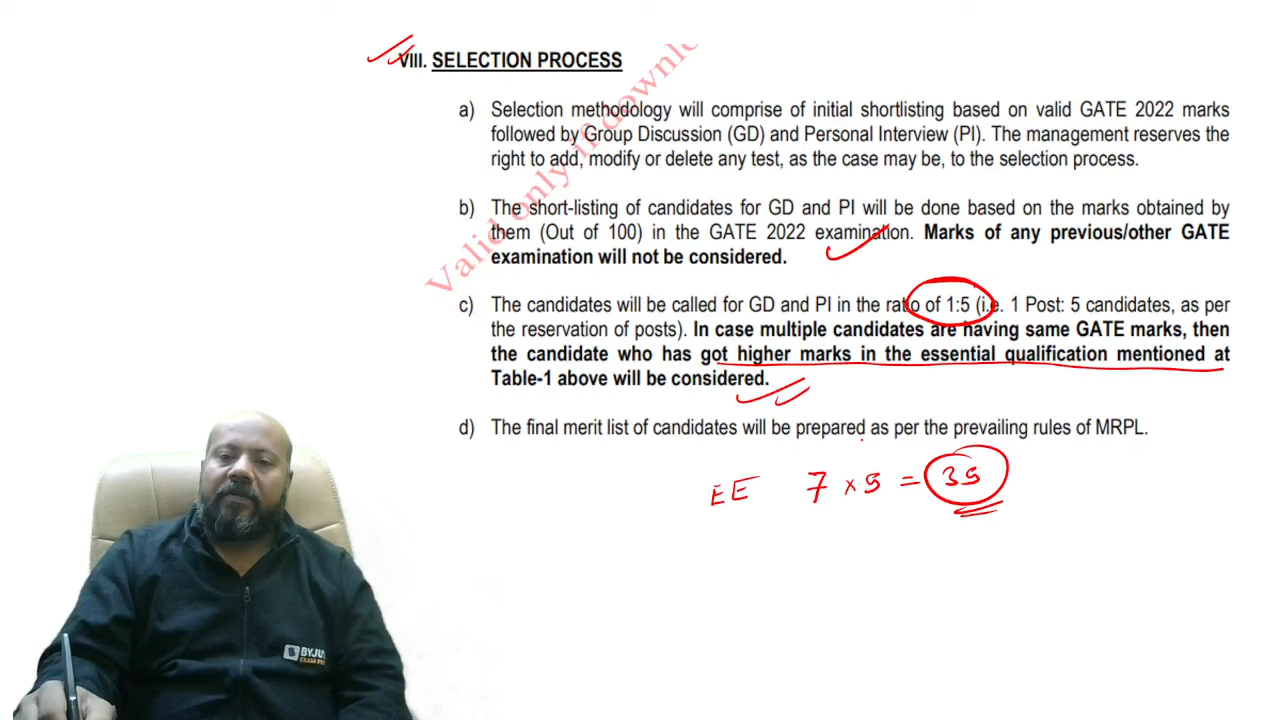 VIII. SELECTION PROCESS
a) Selection methodology will comprise of initial shortlisting based on valid GATE 2022 marks
followed by Group Discussion (GD) and Personal Interview (PI). The management reserves the
right to add, modify or delete any test, as the case may be, to the selection process.
b) The short-listing of candidates for GD and PI will be done based on the marks obtained by
them (Out of 100) in the GATE 2022 examination. Marks of any previous/other GATE
examination will not be considered.
c) The candidates will be called for GD and PI in the ratio of 1:5 (i.e. 1 Post: 5 candidates, as per
the reservation of posts). In case multiple candidates are having same GATE marks, then
the candidate who has got higher marks in the essential qualification mentioned at
Table-1 above will be considered.
d) The final merit list of candidates will be prepared as per the prevailing rules of MRPL.
EE 7 × 5 = 35
Valid only if downlo
BYJU'
EXAM PR